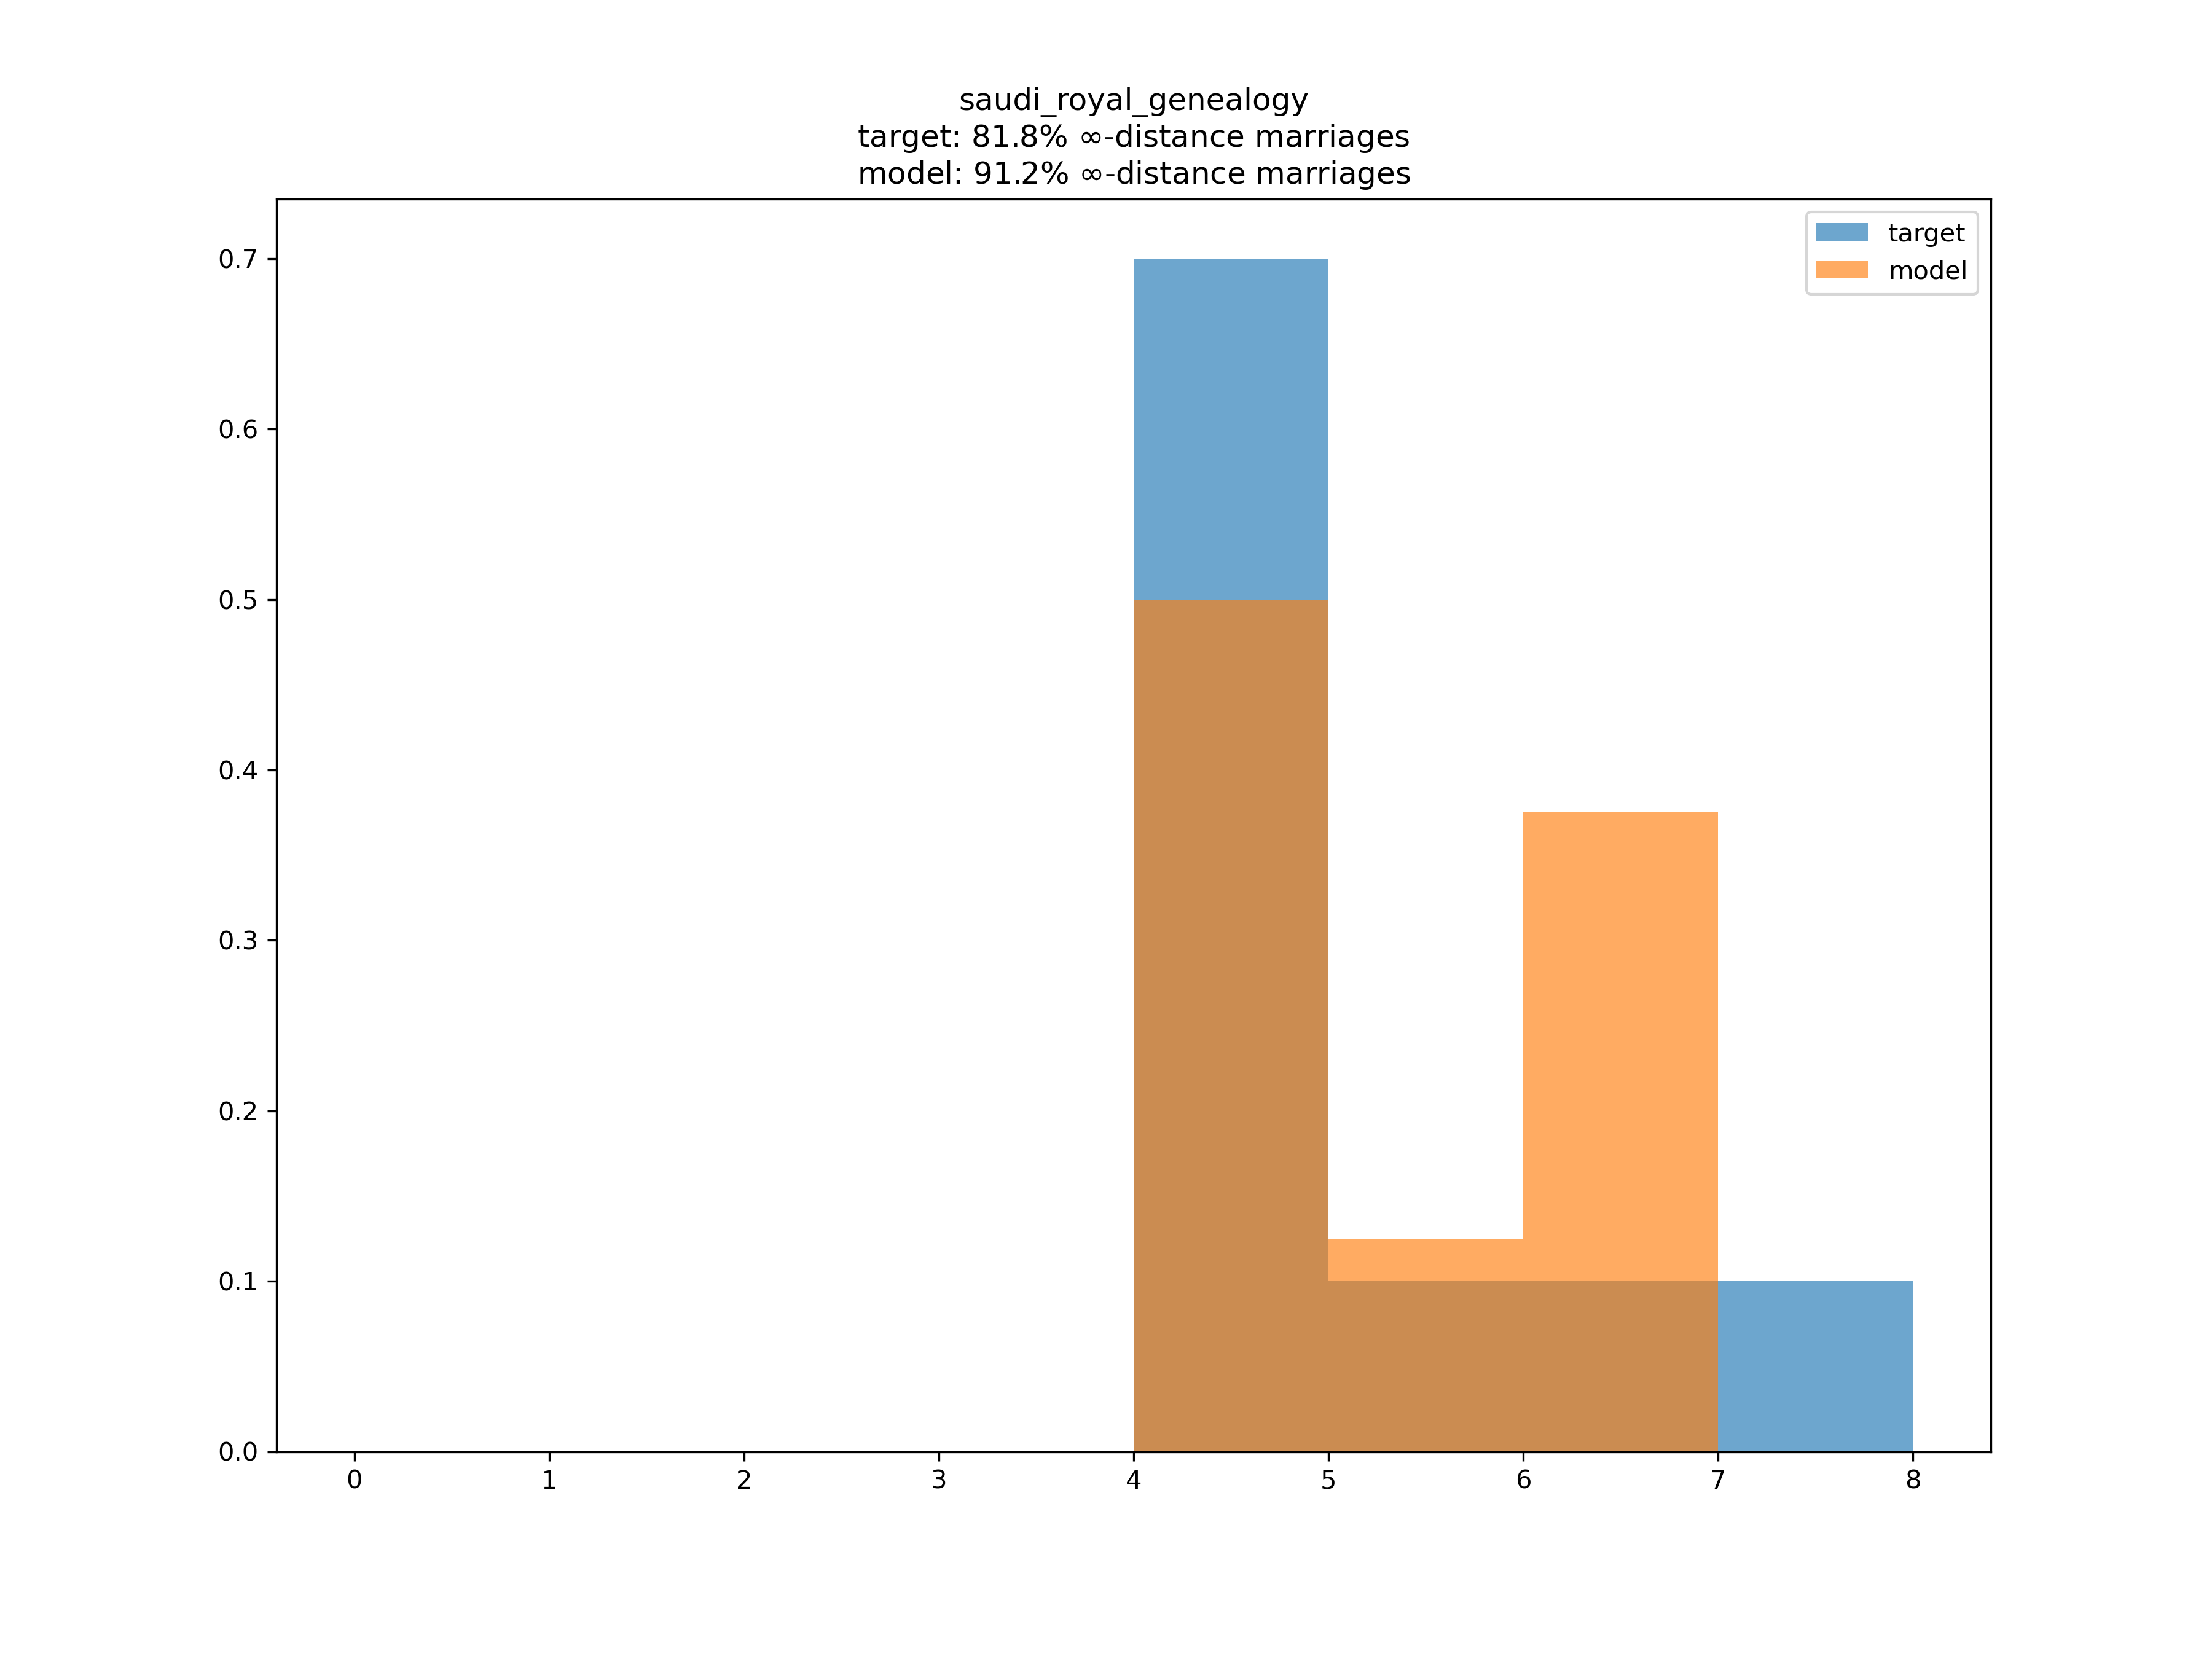 saudi_royal_genealogy
target: 81.8% ∞-distance marriages
model: 91.2% ∞-distance marriages
target
model
0.7
0.6
0.5
0.4
0.3
0.2
0.1
0.0
0 1 2 3 4 5 6 7 8